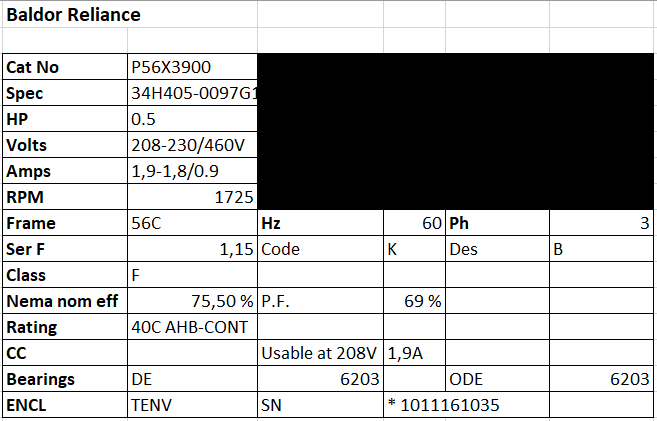 Baldor Reliance
Cat No P56X3900
Spec 34H405-0097G1
HP 0.5
Volts 208-230/460V
Amps 1,9-1,8/0.9
RPM 1725
Frame 56C Hz 60 Ph 3
Ser F 1,15 Code K Des B
Class F
Nema nom eff 75,50 % P.F. 69 %
Rating 40C AHB-CONT
CC Usable at 208V 1,9A
Bearings DE 6203 ODE 6203
ENCL TENV SN * 1011161035